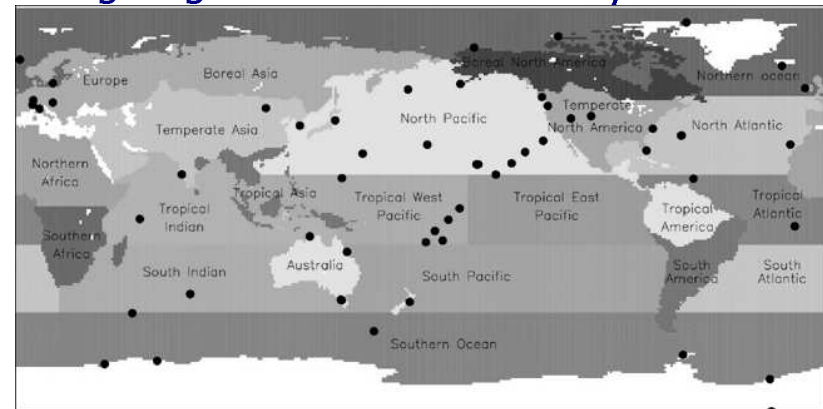 Boreal North America
Boreal Asia
Europe
Northern ocean
Temperate
North America
North Pacific
North Atlantic
Temperate Asia
Northern
Africa
Tropical Asia
Tropical West
Pacific
Tropical East
Pacific
Tropical
Atlantic
Tropical
Indian
Tropical
America
Southern
Africa
Australia
South Indian
South Pacific
South
America
South
Atlantic
Southern Ocean